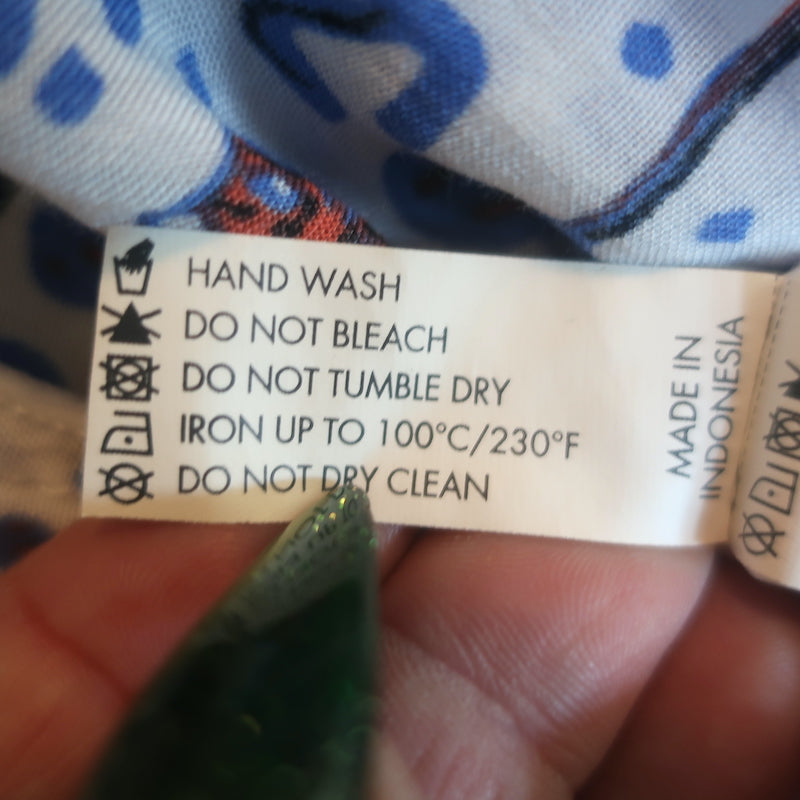 HAND WASH
DO NOT BLEACH
DO NOT TUMBLE DRY
IRON UP TO 100°C/230°F
DO NOT DRY CLEAN
MADE IN
INDONESIA